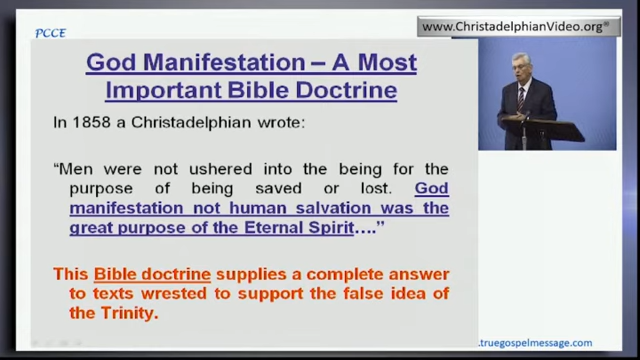 PCCE
www.ChristadelphianVideo.org®
God Manifestation – A Most
Important Bible Doctrine
In 1858 a Christadelphian wrote:
“Men were not ushered into the being for the
purpose of being saved or lost. God
manifestation not human salvation was the
great purpose of the Eternal Spirit….”
This Bible doctrine supplies a complete answer
to texts wrested to support the false idea of
the Trinity.
.truegospelmessage.com